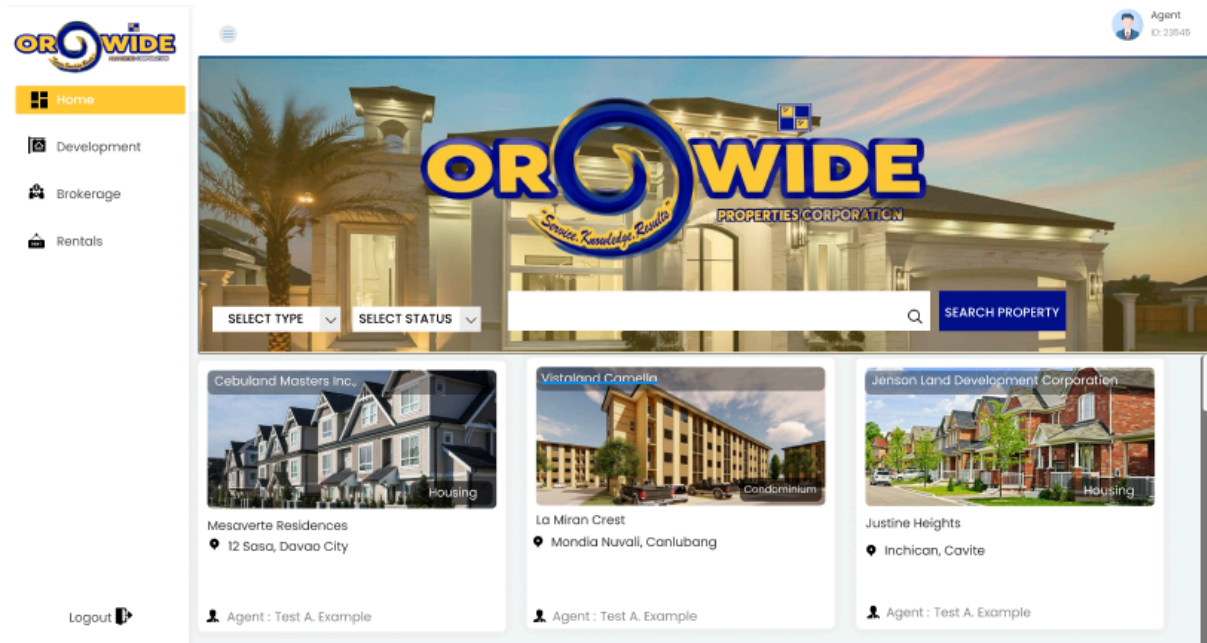 OROWIDE
Agent
ID: 23545
Home
Development
Brokerage
Rentals
Logout
OROWIDE
PROPERTIES CORPORATION
"Service, Knowledge, Results"
SELECT TYPE
SELECT STATUS
SEARCH PROPERTY
Cebuland Masters Inc.,
Housing
Mesaverte Residences
12 Sasa, Davao City
Agent : Test A. Example
Vistaland Camella
Condominium
La Miran Crest
Mondia Nuvali, Canlubang
Agent : Test A. Example
Jenson Land Development Corporation
Housing
Justine Heights
Inchican, Cavite
Agent : Test A. Example